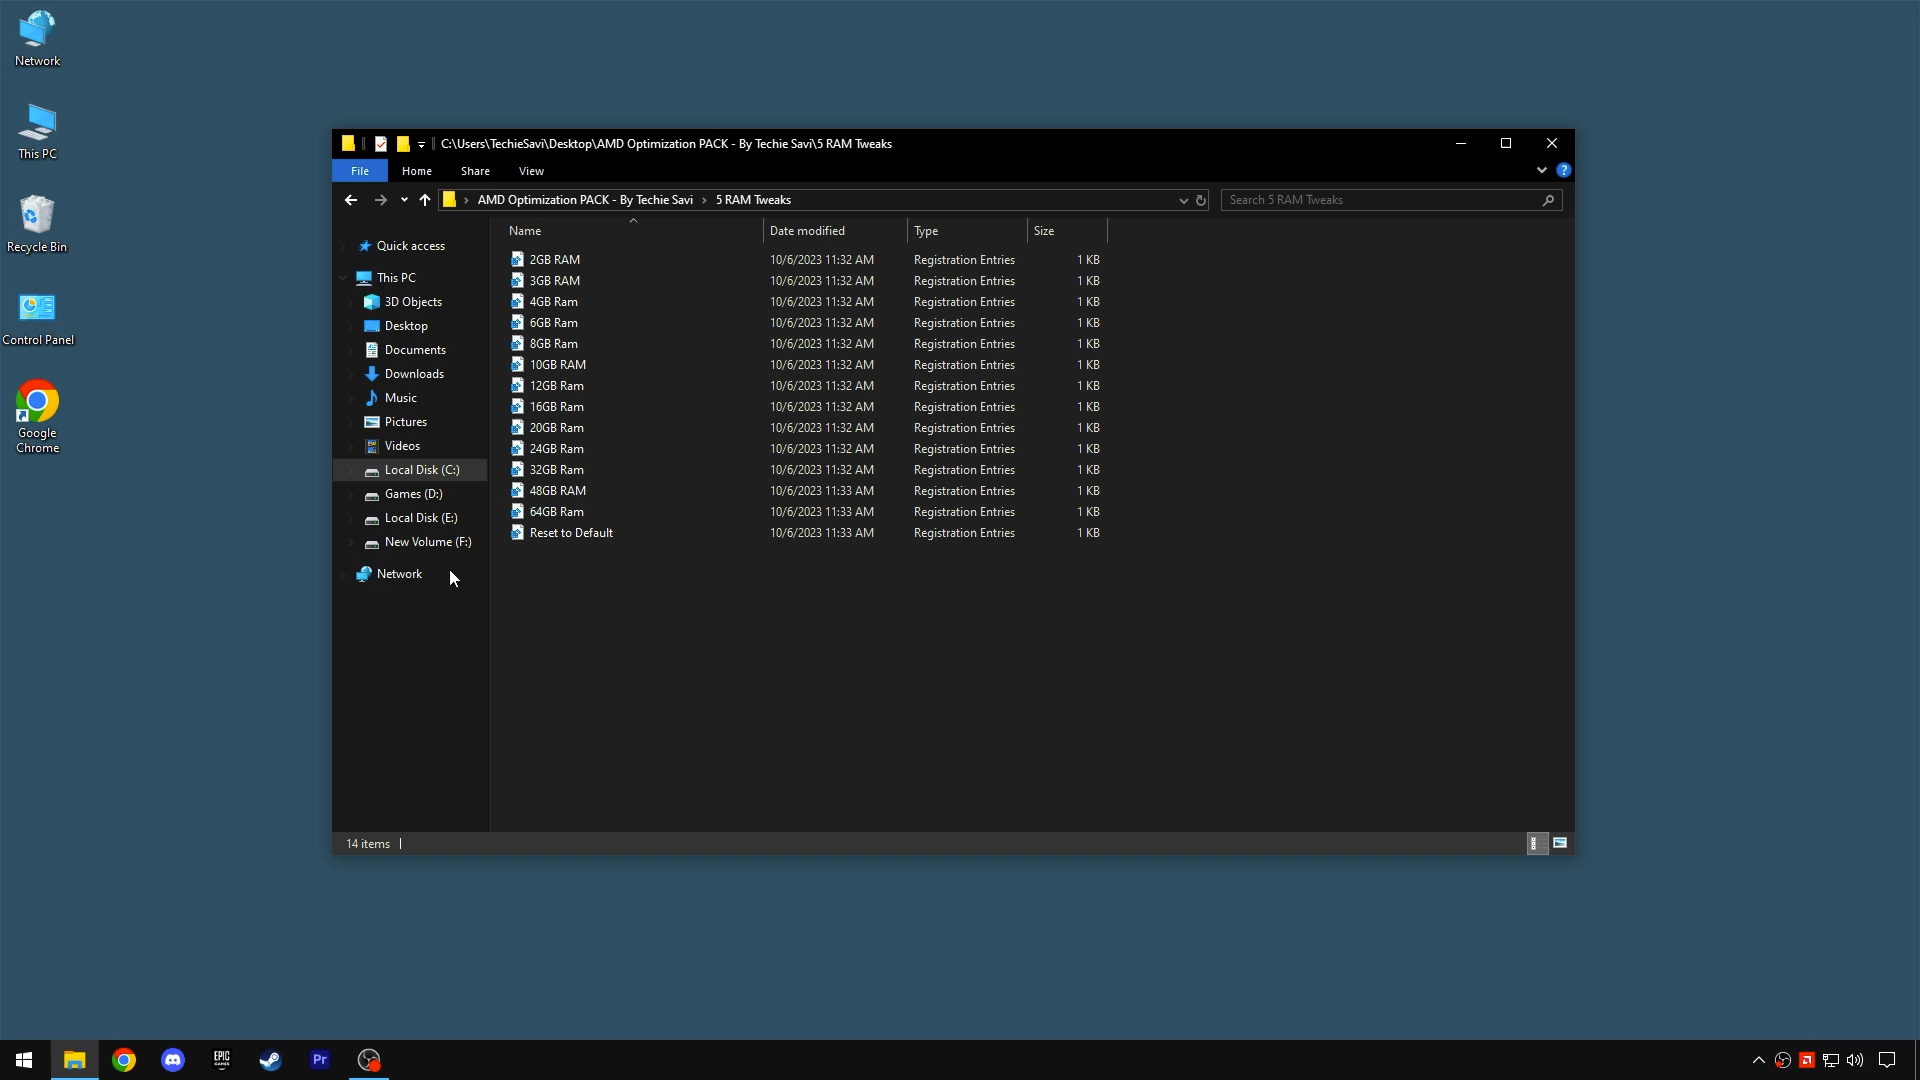 Network
This PC
Recycle Bin
Control Panel
Google
Chrome
C:\Users\TechieSavi\Desktop\AMD Optimization PACK - By Techie Savi\5 RAM Tweaks
File Home Share View
AMD Optimization PACK - By Techie Savi > 5 RAM Tweaks
Search 5 RAM Tweaks
Quick access
This PC
3D Objects
Desktop
Documents
Downloads
Music
Pictures
Videos
Local Disk (C:)
Games (D:)
Local Disk (E:)
New Volume (F:)
Network
Name Date modified Type Size
2GB RAM 10/6/2023 11:32 AM Registration Entries 1 KB
3GB RAM 10/6/2023 11:32 AM Registration Entries 1 KB
4GB Ram 10/6/2023 11:32 AM Registration Entries 1 KB
6GB Ram 10/6/2023 11:32 AM Registration Entries 1 KB
8GB Ram 10/6/2023 11:32 AM Registration Entries 1 KB
10GB RAM 10/6/2023 11:32 AM Registration Entries 1 KB
12GB Ram 10/6/2023 11:32 AM Registration Entries 1 KB
16GB Ram 10/6/2023 11:32 AM Registration Entries 1 KB
20GB Ram 10/6/2023 11:32 AM Registration Entries 1 KB
24GB Ram 10/6/2023 11:32 AM Registration Entries 1 KB
32GB Ram 10/6/2023 11:32 AM Registration Entries 1 KB
48GB RAM 10/6/2023 11:33 AM Registration Entries 1 KB
64GB Ram 10/6/2023 11:33 AM Registration Entries 1 KB
Reset to Default 10/6/2023 11:33 AM Registration Entries 1 KB
14 items
EPIC
GAMES
Pr